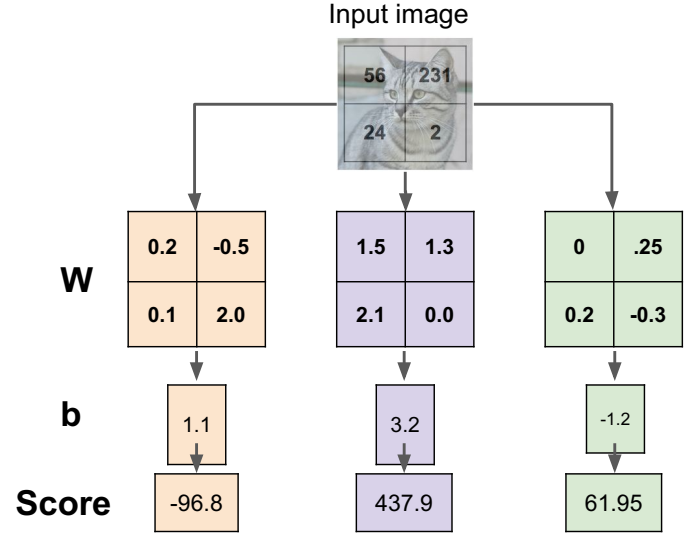 Input image
56 231
24 2
W
0.2 -0.5 1.5 1.3 0 .25
0.1 2.0 2.1 0.0 0.2 -0.3
b
1.1 3.2 -1.2
Score
-96.8 437.9 61.95